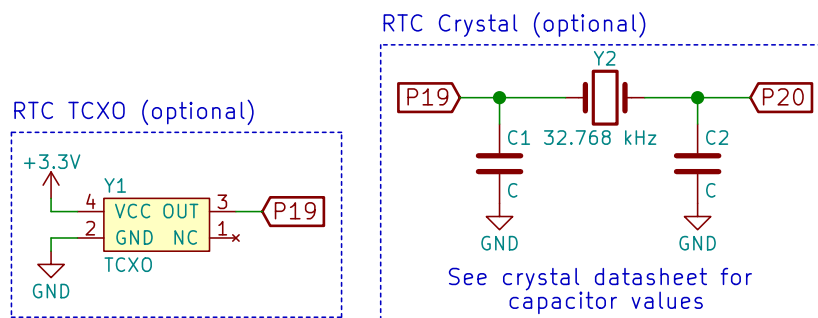 RTC Crystal (optional)
Y2
P19
P20
C1
32.768 kHz
C2
C
C
GND
GND
See crystal datasheet for
capacitor values
RTC TCXO (optional)
+3.3V
Y1
4 VCC OUT 3
P19
2 GND NC 1
TCXO
GND